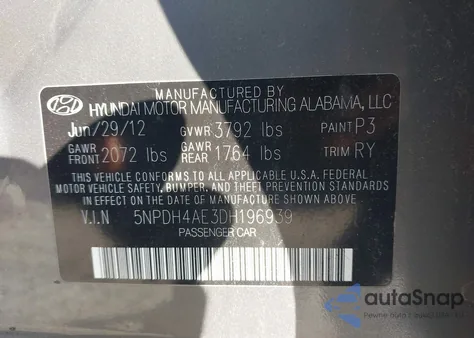 MANUFACTURED BY
HYUNDAI MOTOR MANUFACTURING ALABAMA, LLC
Jun/29/12 GVWR 3792 lbs PAINT P3
GAWR FRONT 2072 lbs GAWR REAR 1764 lbs TRIM RY
THIS VEHICLE CONFORMS TO ALL APPLICABLE U.S.A FEDERAL
MOTOR VEHICLE SAFETY, BUMPER, AND THEFT PREVENTION STANDARDS
IN EFFECT ON THE DATE OF MANUFACTURE SHOWN ABOVE.
V.I.N 5NPDH4AE3DH196939
PASSENGER CAR
autoSnap
Pewne auto z